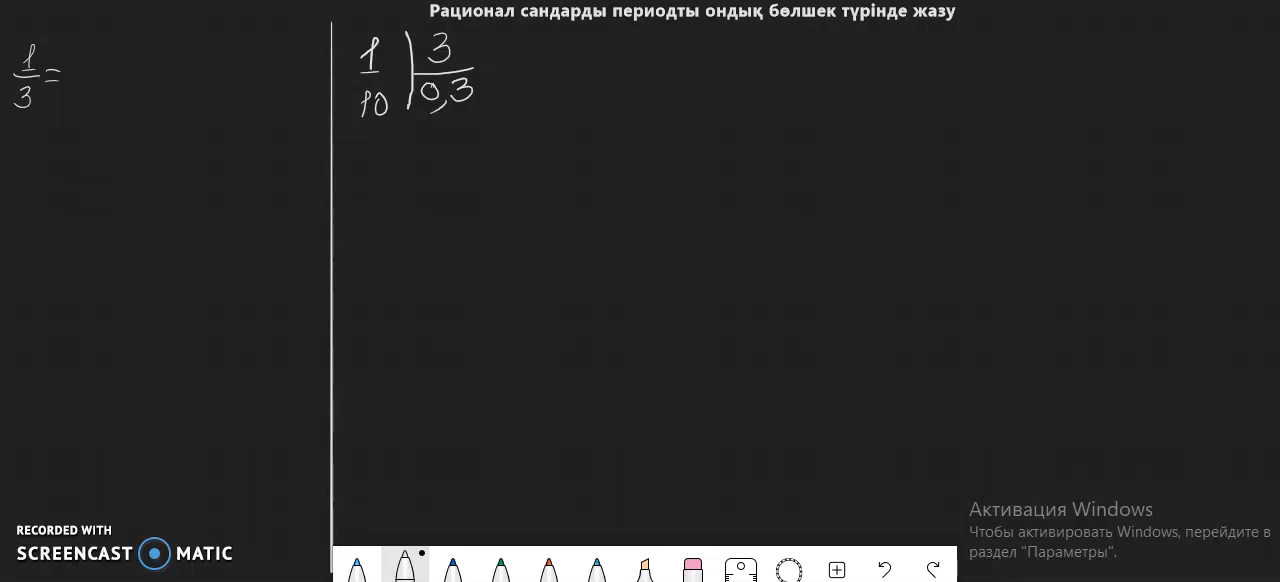 Рационал сандарды периодты ондық бөлшек түрінде жазу
1/3 =
1 | 3
10 | 0,3
Активация Windows
Чтобы активировать Windows, перейдите в
раздел "Параметры".
RECORDED WITH
SCREENCAST MATIC